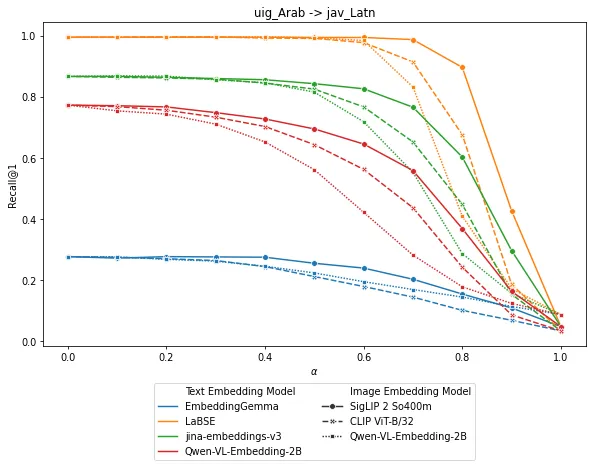 uig_Arab -> jav_Latn
Recall@1
1.0
0.8
0.6
0.4
0.2
0.0
0.0 0.2 0.4 0.6 0.8 1.0
α
Text Embedding Model
EmbeddingGemma
LaBSE
jina-embeddings-v3
Qwen-VL-Embedding-2B
Image Embedding Model
SigLIP 2 So400m
CLIP ViT-B/32
Qwen-VL-Embedding-2B